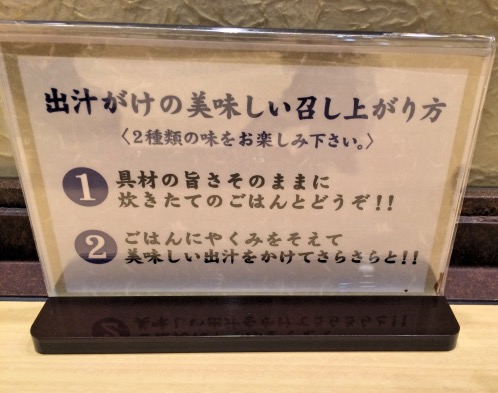 出汁がけの美味しい召し上がり方
〈2種類の味をお楽しみ下さい。〉
1 具材の旨さそのままに
炊きたてのごはんとどうぞ!!
2 ごはんにやくみをそえて
美味しい出汁をかけてさらさらと!!